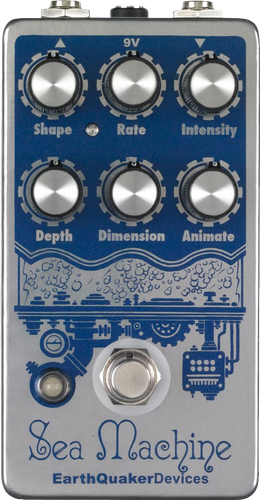 9V
Shape Rate Intensity
Depth Dimension Animate
Sea Machine
EarthQuakerDevices